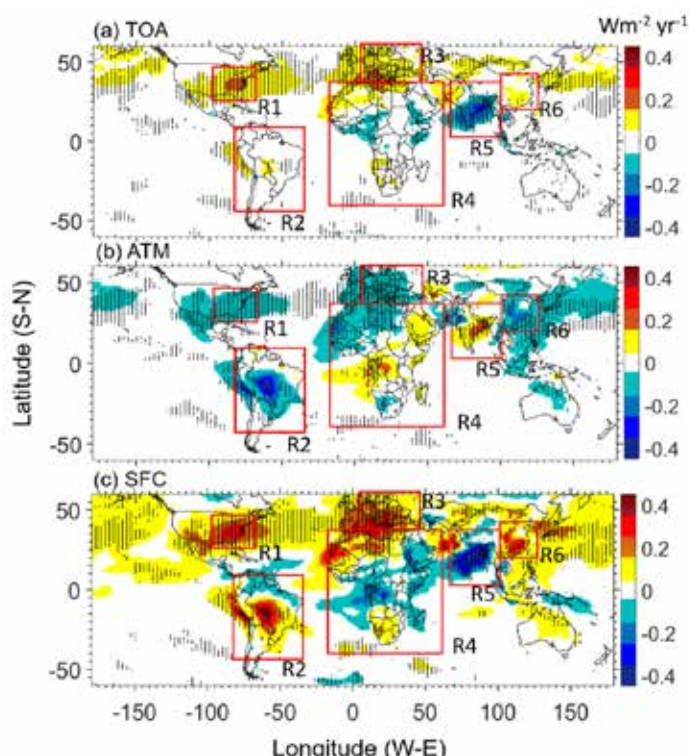 (a) TOA
Wm-2 yr-1
50
0
-50
R1
R2
R3
R4
R5
R6
0.4
0.2
0
-0.2
-0.4
(b) ATM
50
0
-50
R1
R2
R3
R4
R5
R6
0.4
0.2
0
-0.2
-0.4
Latitude (S-N)
(c) SFC
50
0
-50
R1
R2
R3
R4
R5
R6
0.4
0.2
0
-0.2
-0.4
-150 -100 -50 0 50 100 150
Longitude (W-E)